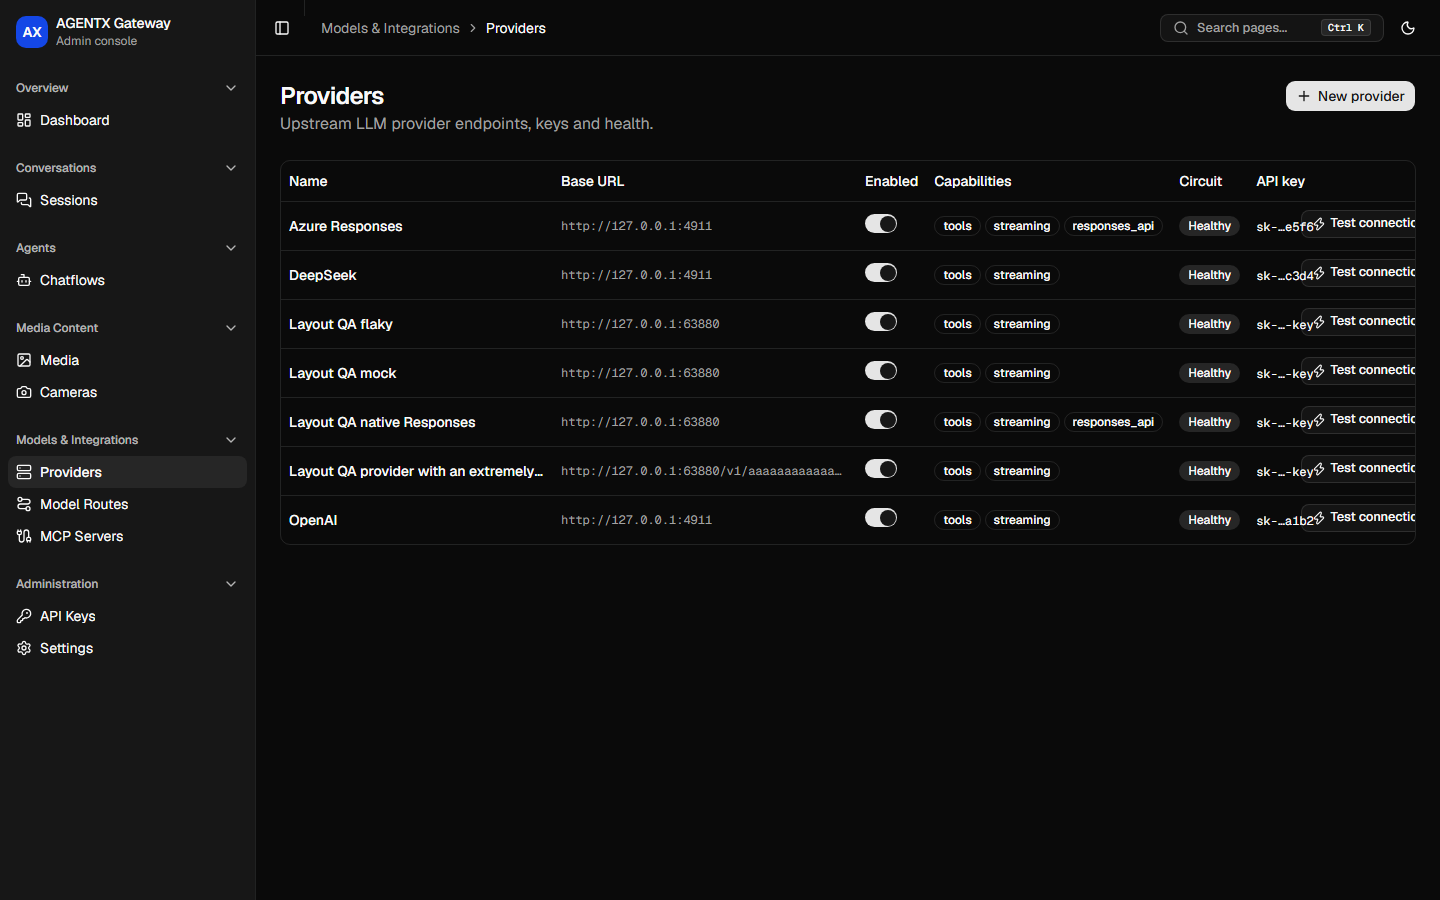 AX
AGENTX Gateway
Admin console
Overview
Dashboard
Conversations
Sessions
Agents
Chatflows
Media Content
Media
Cameras
Models & Integrations
Providers
Model Routes
MCP Servers
Administration
API Keys
Settings
Models & Integrations > Providers
Search pages... Ctrl K
Providers
Upstream LLM provider endpoints, keys and health.
New provider
Name Base URL Enabled Capabilities Circuit API key
Azure Responses http://127.0.0.1:4911 tools streaming responses_api Healthy sk-…e5f6 Test connectio
DeepSeek http://127.0.0.1:4911 tools streaming Healthy sk-…c3d4 Test connectio
Layout QA flaky http://127.0.0.1:63880 tools streaming Healthy sk-…-key Test connectio
Layout QA mock http://127.0.0.1:63880 tools streaming Healthy sk-…-key Test connectio
Layout QA native Responses http://127.0.0.1:63880 tools streaming responses_api Healthy sk-…-key Test connectio
Layout QA provider with an extremely… http://127.0.0.1:63880/v1/aaaaaaaaaaaa… tools streaming Healthy sk-…-key Test connectio
OpenAI http://127.0.0.1:4911 tools streaming Healthy sk-…a1b2 Test connectio